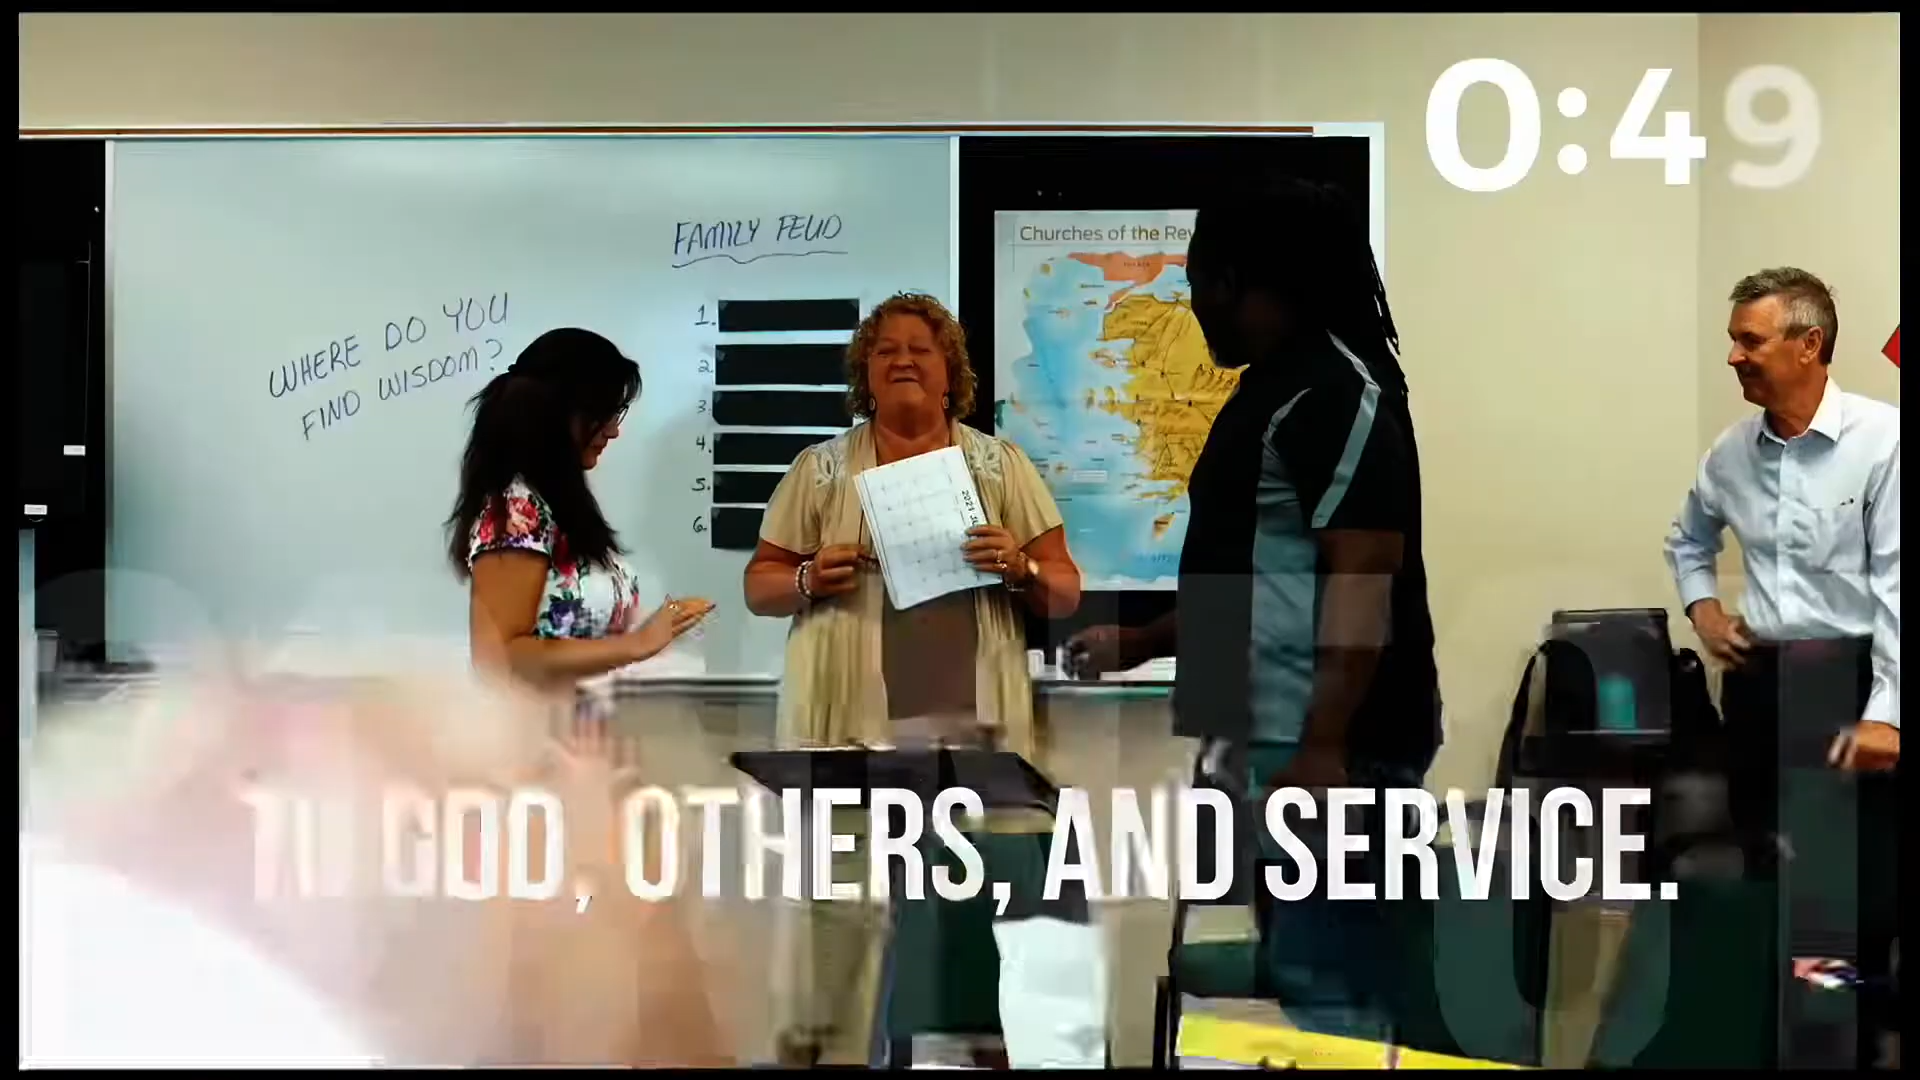 0:49
FAMILY FEUD
Churches of the Rev
WHERE DO YOU
FIND WISDOM?
1.
2.
3.
4.
5.
6.
2021
GOD, OTHERS, AND SERVICE.